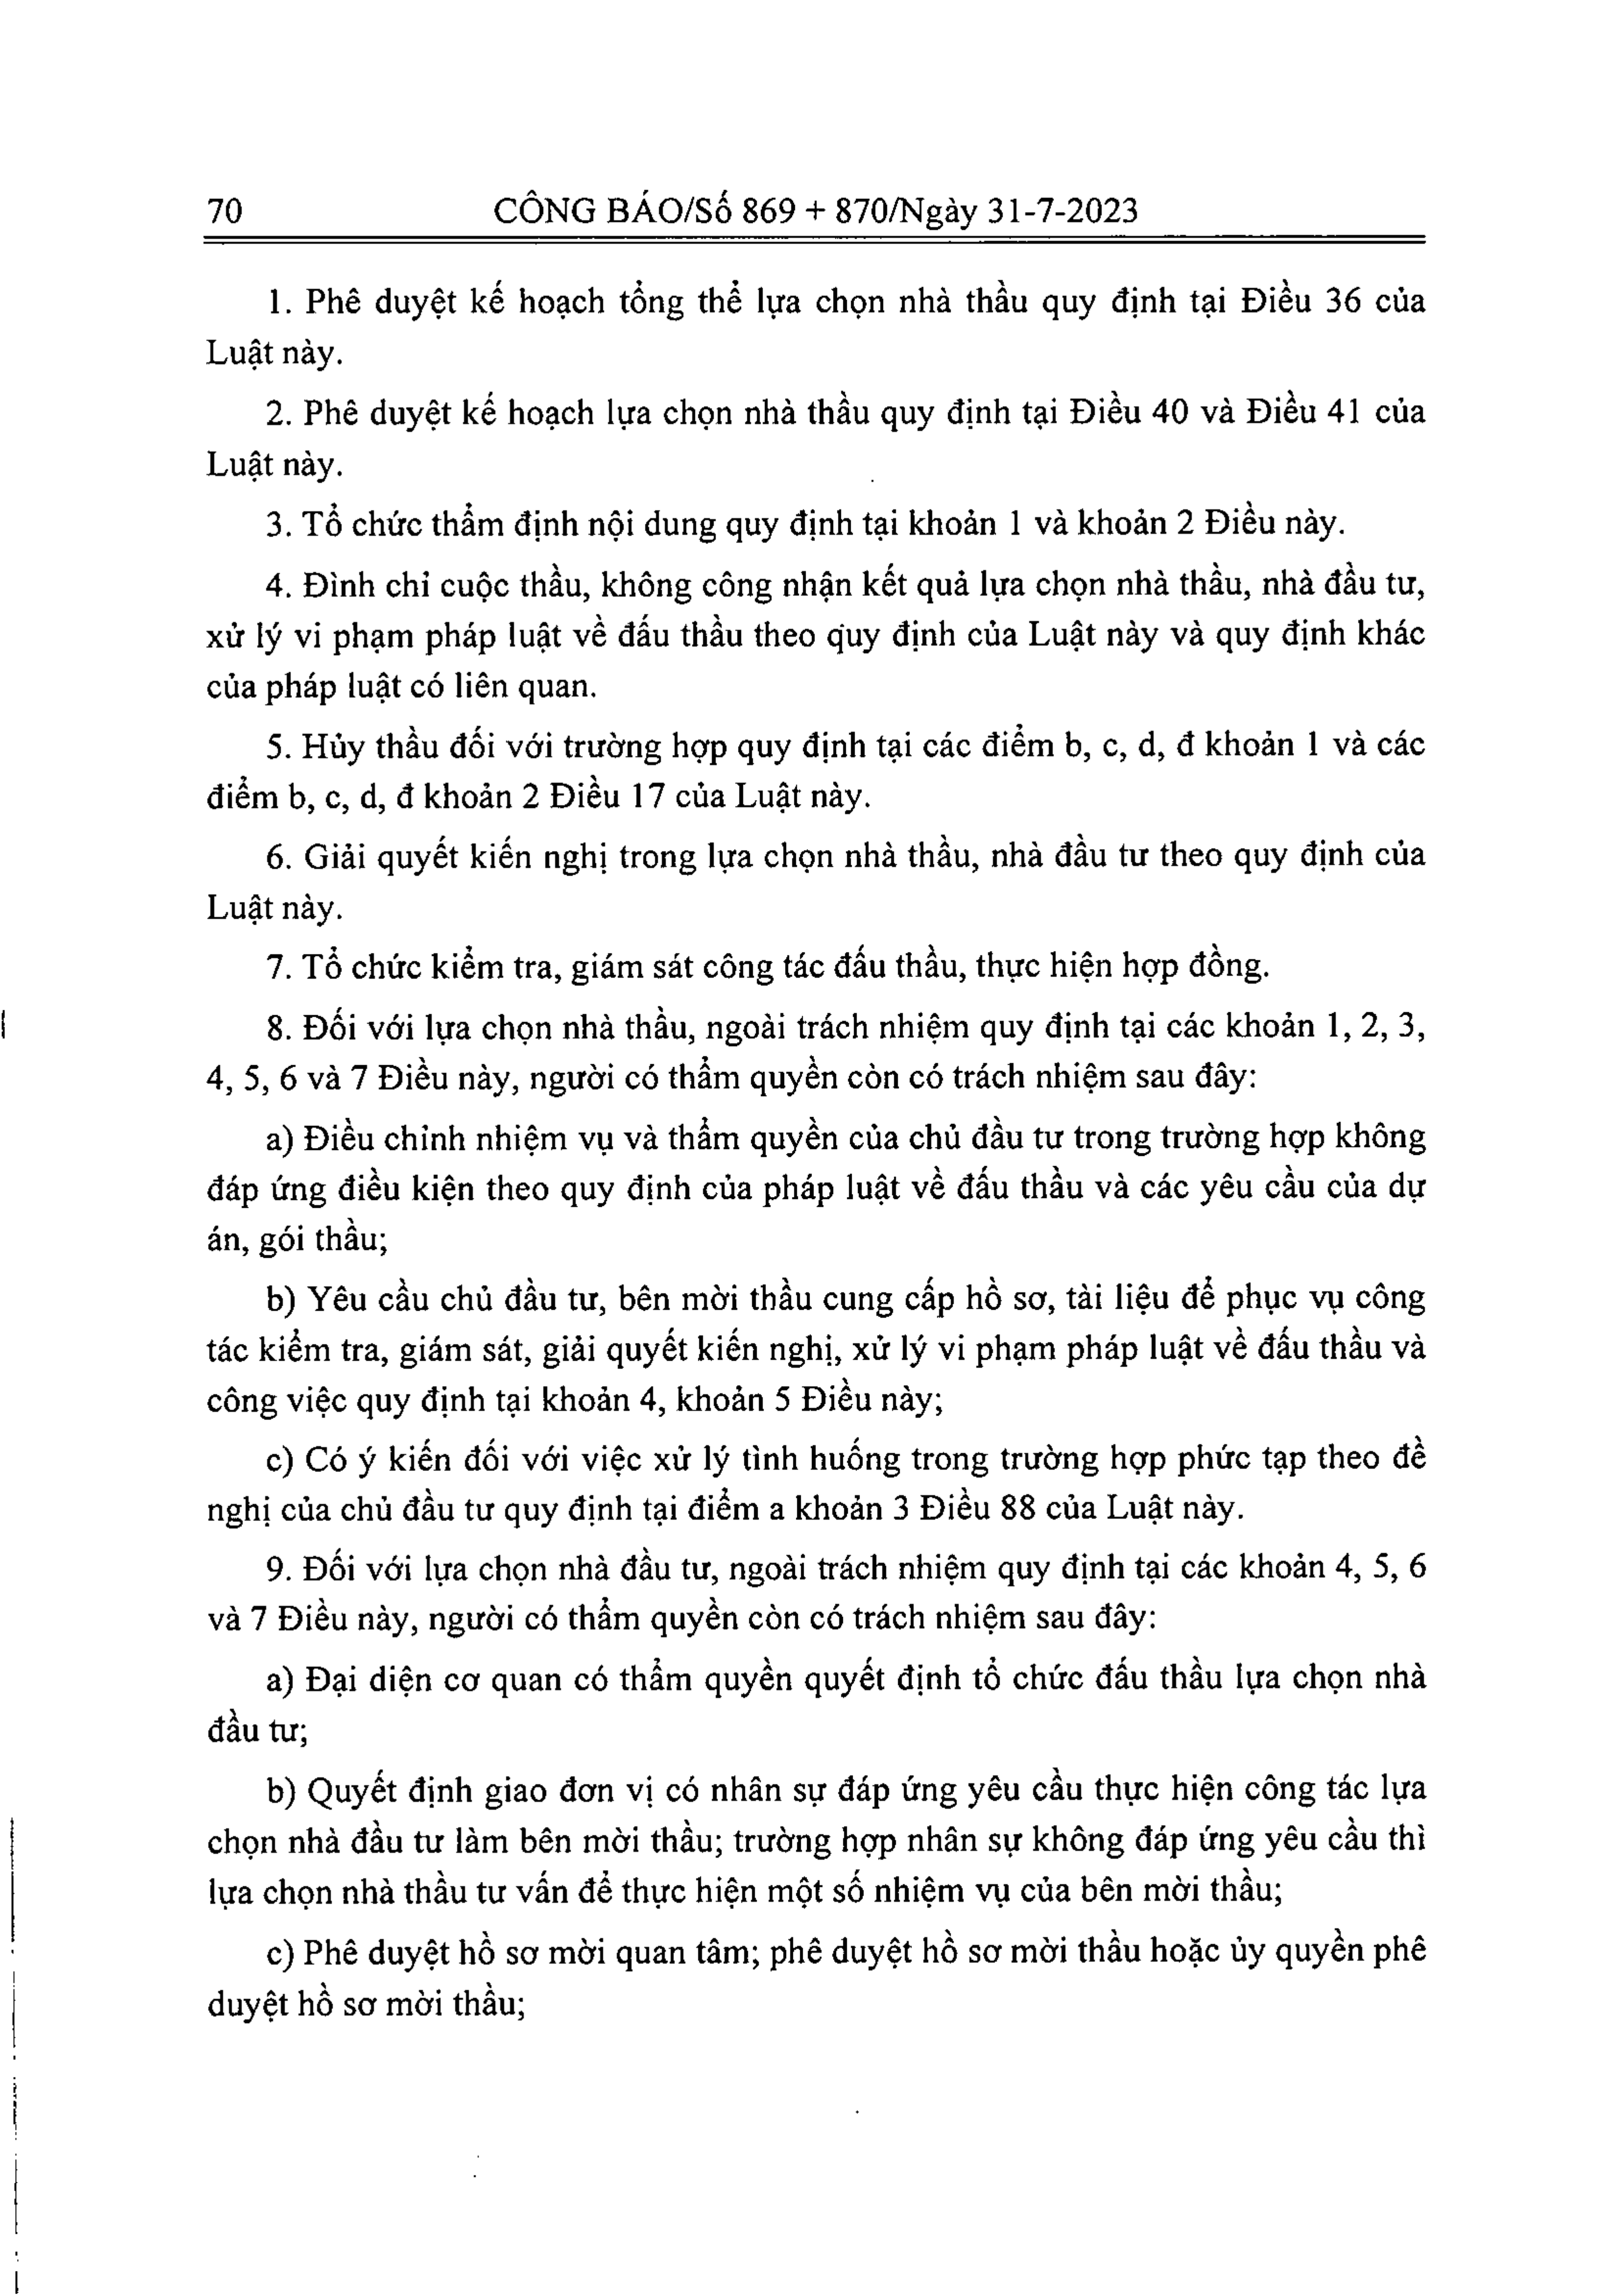 70 CÔNG BÁO/Số 869 + 870/Ngày 31-7-2023
1. Phê duyệt kế hoạch tổng thể lựa chọn nhà thầu quy định tại Điều 36 của
Luật này.
2. Phê duyệt kế hoạch lựa chọn nhà thầu quy định tại Điều 40 và Điều 41 của
Luật này.
3. Tổ chức thẩm định nội dung quy định tại khoản 1 và khoản 2 Điều này.
4. Đình chỉ cuộc thầu, không công nhận kết quả lựa chọn nhà thầu, nhà đầu tư,
xử lý vi phạm pháp luật về đấu thầu theo quy định của Luật này và quy định khác
của pháp luật có liên quan.
5. Hủy thầu đối với trường hợp quy định tại các điểm b, c, d, đ khoản 1 và các
điểm b, c, d, đ khoản 2 Điều 17 của Luật này.
6. Giải quyết kiến nghị trong lựa chọn nhà thầu, nhà đầu tư theo quy định của
Luật này.
7. Tổ chức kiểm tra, giám sát công tác đấu thầu, thực hiện hợp đồng.
8. Đối với lựa chọn nhà thầu, ngoài trách nhiệm quy định tại các khoản 1, 2, 3,
4, 5, 6 và 7 Điều này, người có thẩm quyền còn có trách nhiệm sau đây:
a) Điều chỉnh nhiệm vụ và thẩm quyền của chủ đầu tư trong trường hợp không
đáp ứng điều kiện theo quy định của pháp luật về đấu thầu và các yêu cầu của dự
án, gói thầu;
b) Yêu cầu chủ đầu tư, bên mời thầu cung cấp hồ sơ, tài liệu để phục vụ công
tác kiểm tra, giám sát, giải quyết kiến nghị, xử lý vi phạm pháp luật về đấu thầu và
công việc quy định tại khoản 4, khoản 5 Điều này;
c) Có ý kiến đối với việc xử lý tình huống trong trường hợp phức tạp theo đề
nghị của chủ đầu tư quy định tại điểm a khoản 3 Điều 88 của Luật này.
9. Đối với lựa chọn nhà đầu tư, ngoài trách nhiệm quy định tại các khoản 4, 5, 6
và 7 Điều này, người có thẩm quyền còn có trách nhiệm sau đây:
a) Đại diện cơ quan có thẩm quyền quyết định tổ chức đấu thầu lựa chọn nhà
đầu tư;
b) Quyết định giao đơn vị có nhân sự đáp ứng yêu cầu thực hiện công tác lựa
chọn nhà đầu tư làm bên mời thầu; trường hợp nhân sự không đáp ứng yêu cầu thì
lựa chọn nhà thầu tư vấn để thực hiện một số nhiệm vụ của bên mời thầu;
c) Phê duyệt hồ sơ mời quan tâm; phê duyệt hồ sơ mời thầu hoặc ủy quyền phê
duyệt hồ sơ mời thầu;